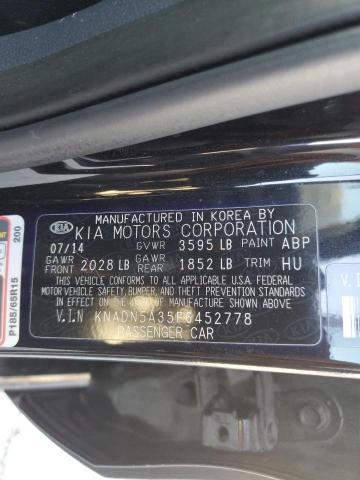 MANUFACTURED IN KOREA BY
KIA KIA MOTORS CORPORATION
07/14 GVWR 3595 LB PAINT ABP
GAWR FRONT 2028 LB GAWR REAR 1852 LB TRIM HU
THIS VEHICLE CONFORMS TO ALL APPLICABLE FEDERAL
MOTOR VEHICLE SAFETY, BUMPER, AND THEFT PREVENTION
STANDARDS IN EFFECT ON THE DATE OF MANUFACTURE
SHOWN ABOVE.
V.I.N KNADN5A35F6452778
PASSENGER CAR
200
P185/65R15